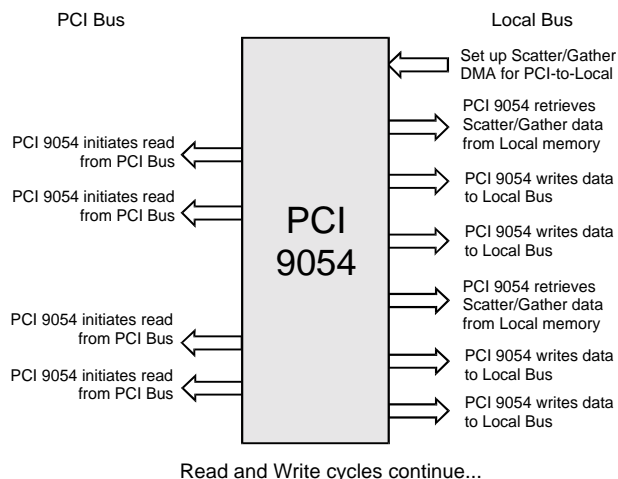 PCI Bus
Local Bus
Set up Scatter/Gather
DMA for PCI-to-Local
PCI 9054 retrieves
Scatter/Gather data
from Local memory
PCI 9054 initiates read
from PCI Bus
PCI 9054 writes data
to Local Bus
PCI 9054 initiates read
from PCI Bus
PCI
9054
PCI 9054 writes data
to Local Bus
PCI 9054 retrieves
Scatter/Gather data
from Local memory
PCI 9054 initiates read
from PCI Bus
PCI 9054 writes data
to Local Bus
PCI 9054 initiates read
from PCI Bus
PCI 9054 writes data
to Local Bus
Read and Write cycles continue...